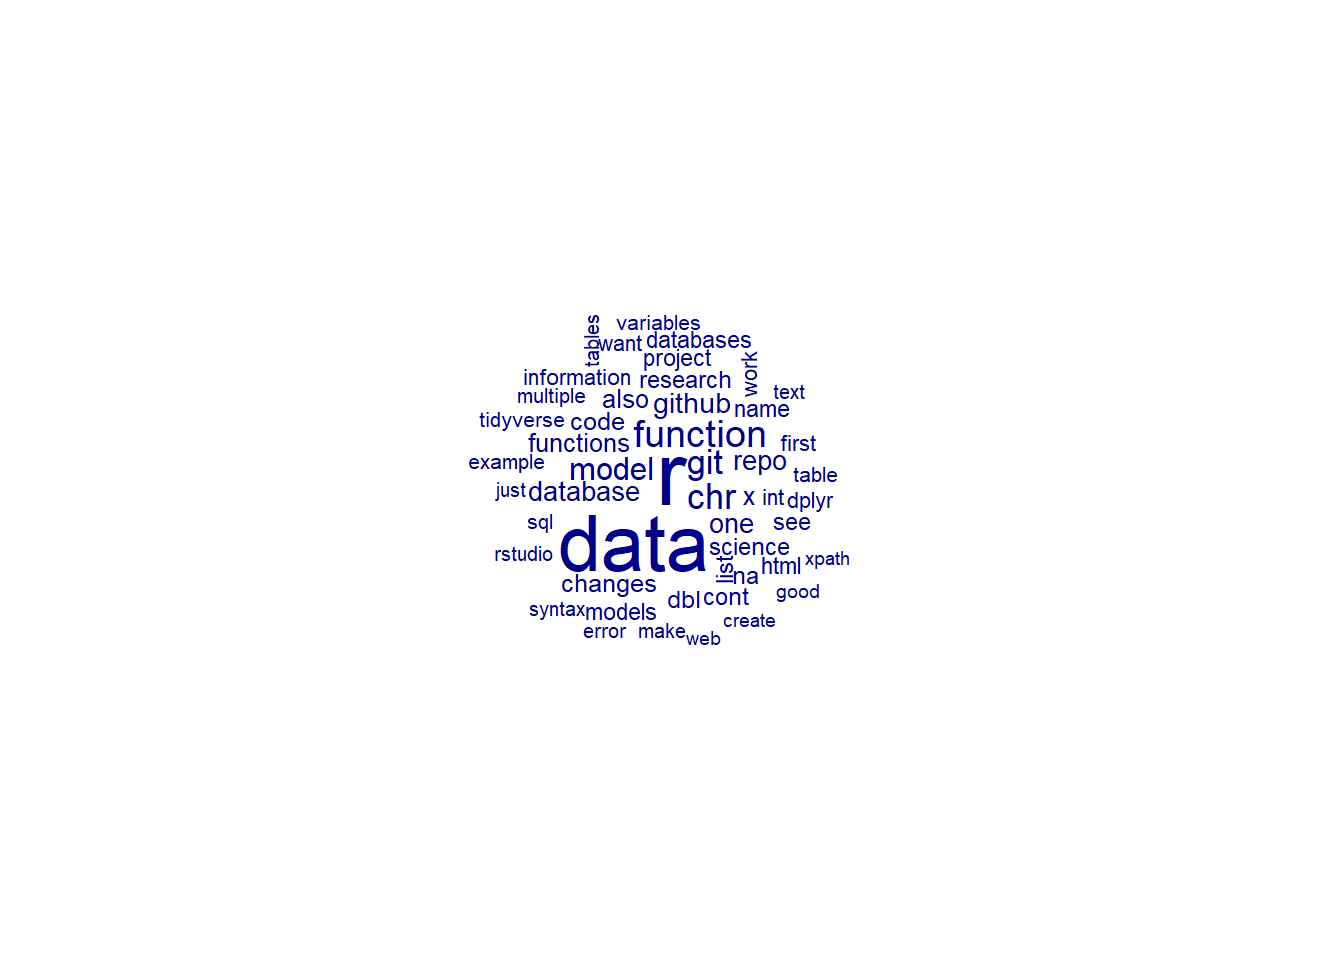 variables
tables
want
databases
project
work
information
research
multiple
also
github
name
text
tidyverse
code
function
functions
first
example
model
r
git
repo
table
just
database
chr
x
int
dplyr
sql
data
one
see
rstudio
science
list
na
html
xpath
changes
dbl
cont
good
syntax
models
create
error
make
web